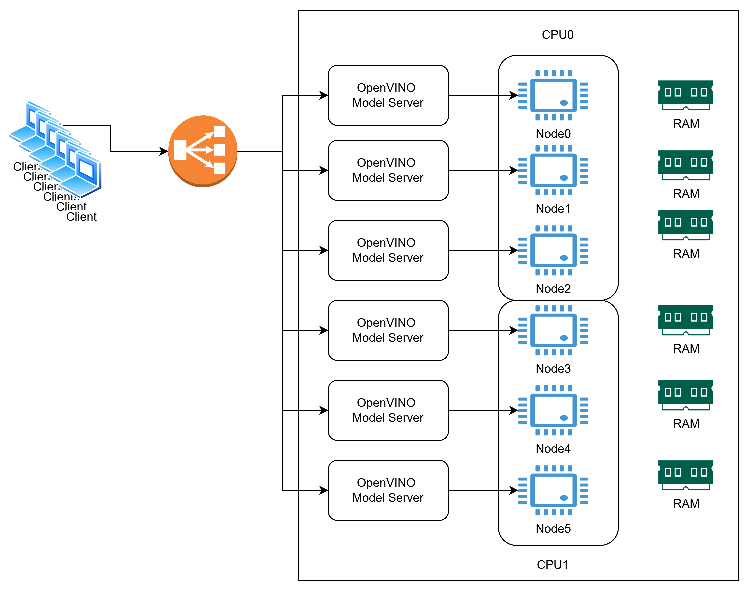 CPU0
OpenVINO
Model Server
Node0
RAM
OpenVINO
Model Server
Node1
RAM
OpenVINO
Model Server
Node2
RAM
OpenVINO
Model Server
Node3
RAM
OpenVINO
Model Server
Node4
RAM
OpenVINO
Model Server
Node5
RAM
CPU1
Client
Client
Client
Client
Client
Client